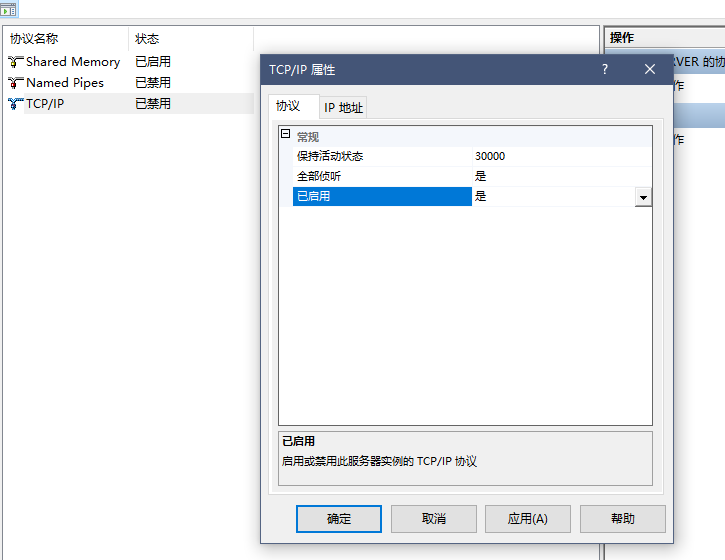 协议名称 状态
Shared Memory 已启用
Named Pipes 已禁用
TCP/IP 已禁用
操作
RVER 的协
作
作
TCP/IP 属性 ?
协议 IP 地址
常规
保持活动状态 30000
全部侦听 是
已启用 是
已启用
启用或禁用此服务器实例的 TCP/IP 协议
确定 取消 应用(A) 帮助